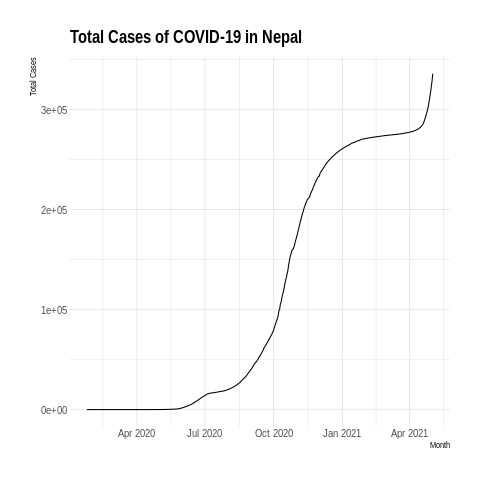 Total Cases of COVID-19 in Nepal
Total Cases
3e+05
2e+05
1e+05
0e+00
Apr 2020 Jul 2020 Oct 2020 Jan 2021 Apr 2021
Month